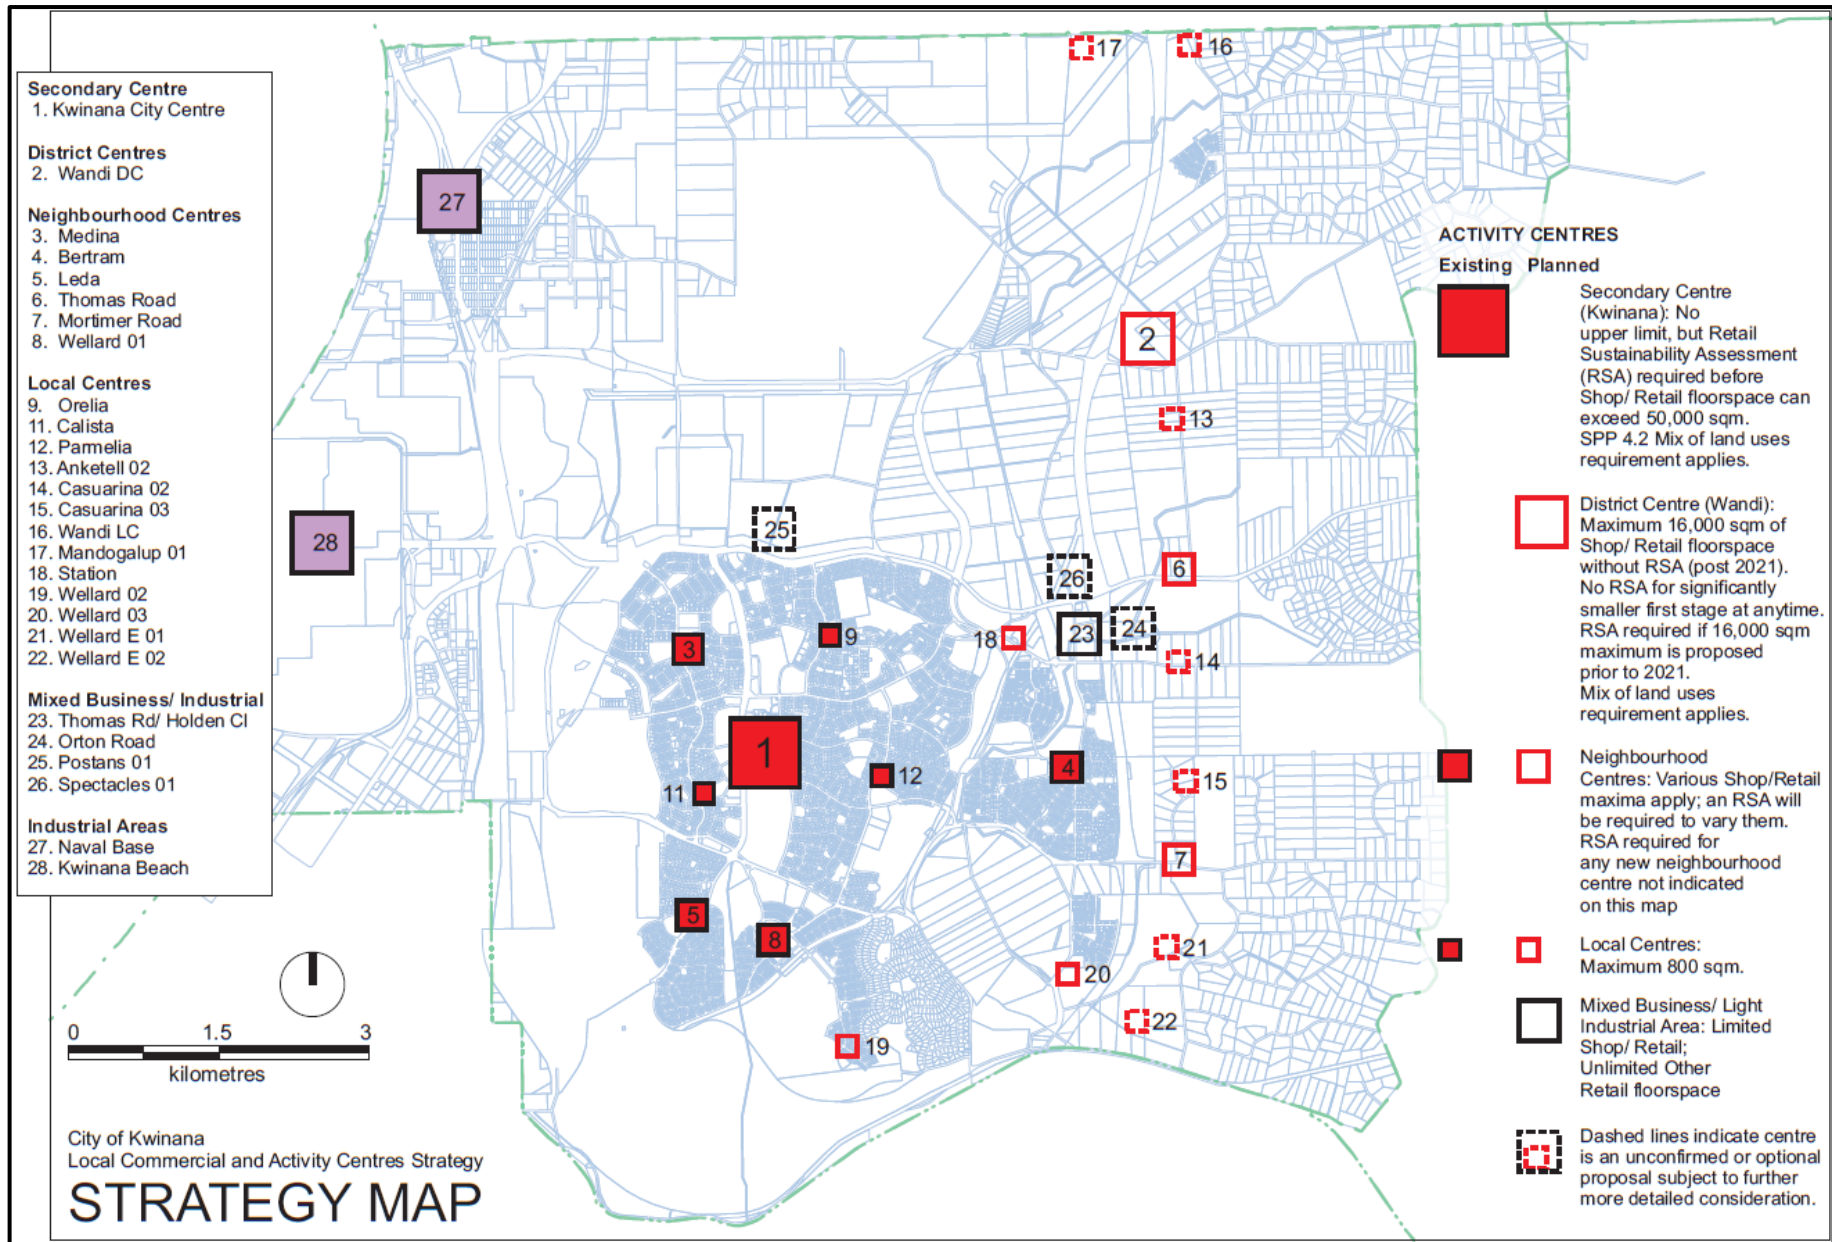 Secondary Centre
1. Kwinana City Centre
District Centres
2. Wandi DC
Neighbourhood Centres
3. Medina
4. Bertram
5. Leda
6. Thomas Road
7. Mortimer Road
8. Wellard 01
Local Centres
9. Orelia
11. Calista
12. Parmelia
13. Anketell 02
14. Casuarina 02
15. Casuarina 03
16. Wandi LC
17. Mandogalup 01
18. Station
19. Wellard 02
20. Wellard 03
21. Wellard E 01
22. Wellard E 02
Mixed Business/ Industrial
23. Thomas Rd/ Holden Cl
24. Orton Road
25. Postans 01
26. Spectacles 01
Industrial Areas
27. Naval Base
28. Kwinana Beach
17
16
27
2
13
28
25
26
6
3
9
18
23
24
14
1
11
12
4
15
7
5
8
21
20
22
19
0 1.5 3
kilometres
City of Kwinana
Local Commercial and Activity Centres Strategy
STRATEGY MAP
ACTIVITY CENTRES
Existing Planned
Secondary Centre
(Kwinana): No
upper limit, but Retail
Sustainability Assessment
(RSA) required before
Shop/ Retail floorspace can
exceed 50,000 sqm.
SPP 4.2 Mix of land uses
requirement applies.
District Centre (Wandi):
Maximum 16,000 sqm of
Shop/ Retail floorspace
without RSA (post 2021).
No RSA for significantly
smaller first stage at anytime.
RSA required if 16,000 sqm
maximum is proposed
prior to 2021.
Mix of land uses
requirement applies.
Neighbourhood
Centres: Various Shop/Retail
maxima apply; an RSA will
be required to vary them.
RSA required for
any new neighbourhood
centre not indicated
on this map
Local Centres:
Maximum 800 sqm.
Mixed Business/ Light
Industrial Area: Limited
Shop/ Retail;
Unlimited Other
Retail floorspace
Dashed lines indicate centre
is an unconfirmed or optional
proposal subject to further
more detailed consideration.